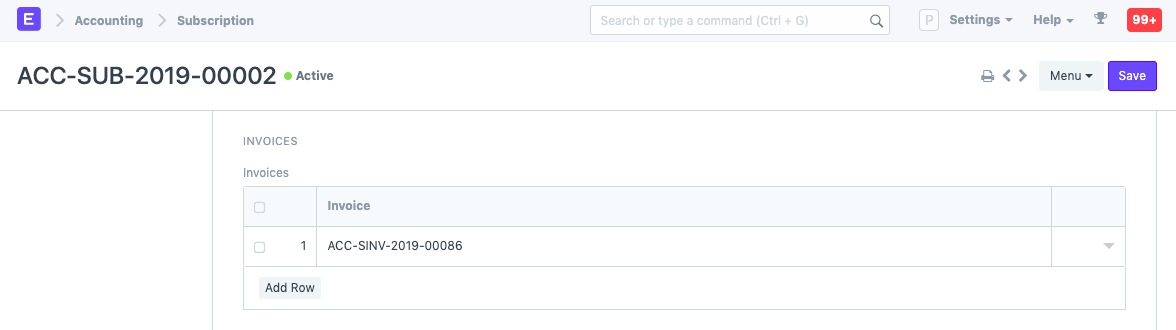 E Accounting Subscription Search or type a command (Ctrl + G) P Settings Help 99+
ACC-SUB-2019-00002 Active Menu Save
INVOICES
Invoices
Invoice
1 ACC-SINV-2019-00086
Add Row